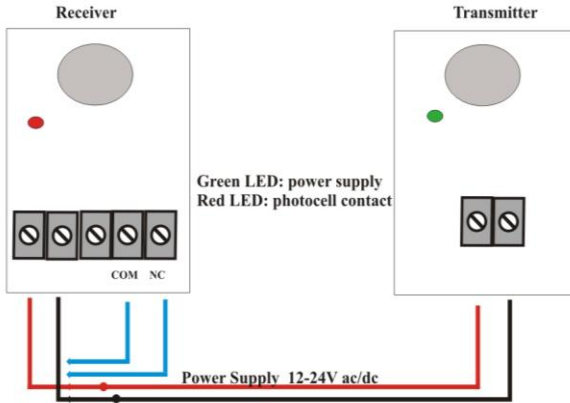 Receiver
Transmitter
Green LED: power supply
Red LED: photocell contact
COM NC
Power Supply 12-24V ac/dc